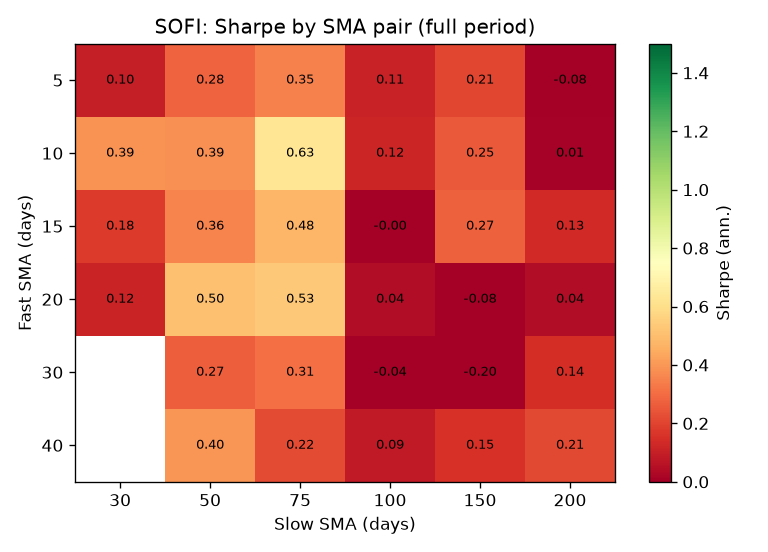 SOFI: Sharpe by SMA pair (full period)
5 0.10 0.28 0.35 0.11 0.21 -0.08
10 0.39 0.39 0.63 0.12 0.25 0.01
15 0.18 0.36 0.48 -0.00 0.27 0.13
20 0.12 0.50 0.53 0.04 -0.08 0.04
30 0.27 0.31 -0.04 -0.20 0.14
40 0.40 0.22 0.09 0.15 0.21
30 50 75 100 150 200
Slow SMA (days)
Fast SMA (days)
1.4
1.2
1.0
0.8
0.6
0.4
0.2
0.0
Sharpe (ann.)